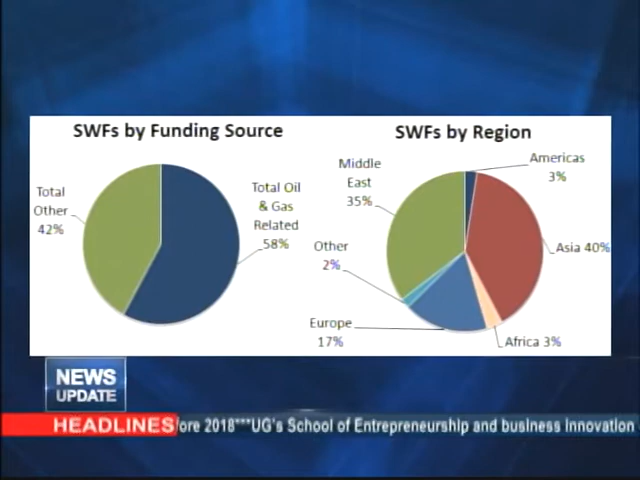 SWFs by Funding Source
Total
Other
42%
Total Oil
& Gas
Related
58%
SWFs by Region
Middle
East
35%
Americas
3%
Other
2%
Asia 40%
Europe
17%
Africa 3%
NEWS
UPDATE
HEADLINES
ore 2018***UG's School of Entrepreneurship and business Innovation